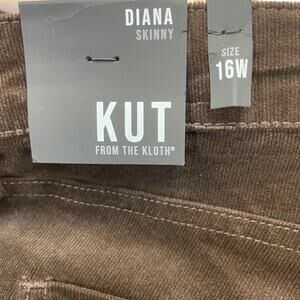 DIANA
SKINNY
KUT
FROM THE KLOTH®
SIZE
16W